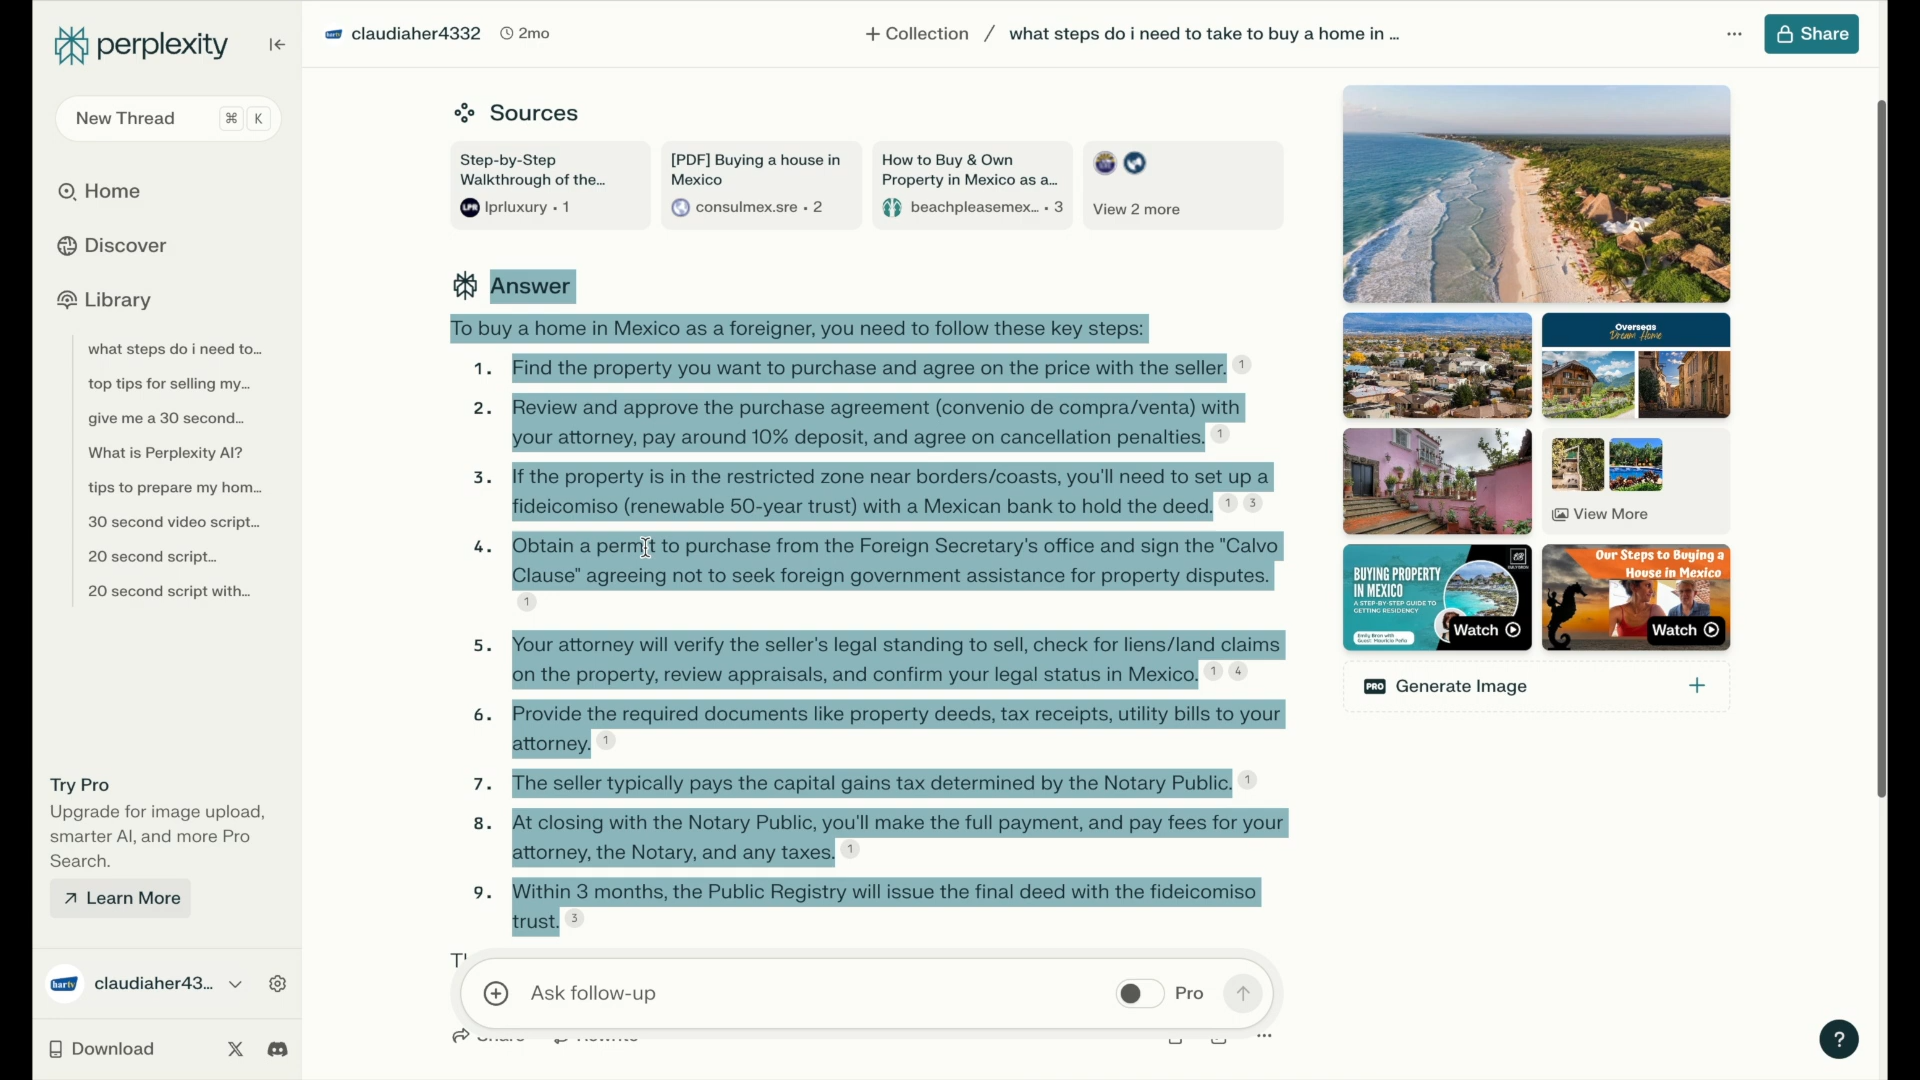 perplexity
New Thread ⌘ K
Home
Discover
Library
what steps do i need to...
top tips for selling my...
give me a 30 second...
What is Perplexity AI?
tips to prepare my hom...
30 second video script...
20 second script...
20 second script with...
Try Pro
Upgrade for image upload,
smarter AI, and more Pro
Search.
Learn More
hartv claudiaher43...
Download
claudiaher4332 2mo
+ Collection / what steps do i need to take to buy a home in ...
Share
Sources
Step-by-Step
Walkthrough of the...
LPR lprluxury • 1
[PDF] Buying a house in
Mexico
consulmex.sre • 2
How to Buy & Own
Property in Mexico as a...
beachpleasemex... • 3
View 2 more
Answer
To buy a home in Mexico as a foreigner, you need to follow these key steps:
1. Find the property you want to purchase and agree on the price with the seller. 1
2. Review and approve the purchase agreement (convenio de compra/venta) with
your attorney, pay around 10% deposit, and agree on cancellation penalties. 1
3. If the property is in the restricted zone near borders/coasts, you'll need to set up a
fideicomiso (renewable 50-year trust) with a Mexican bank to hold the deed. 1 3
4. Obtain a permit to purchase from the Foreign Secretary's office and sign the "Calvo
Clause" agreeing not to seek foreign government assistance for property disputes.
1
5. Your attorney will verify the seller's legal standing to sell, check for liens/land claims
on the property, review appraisals, and confirm your legal status in Mexico. 1 4
6. Provide the required documents like property deeds, tax receipts, utility bills to your
attorney. 1
7. The seller typically pays the capital gains tax determined by the Notary Public. 1
8. At closing with the Notary Public, you'll make the full payment, and pay fees for your
attorney, the Notary, and any taxes. 1
9. Within 3 months, the Public Registry will issue the final deed with the fideicomiso
trust. 3
Ask follow-up
Pro
Share Rewrite
Overseas
Dream Home
View More
BUYING PROPERTY
IN MEXICO
A STEP-BY-STEP GUIDE TO
GETTING RESIDENCY
Emily Bron with
Watch
Our Steps to Buying a
House in Mexico
Watch
PRO Generate Image +
?